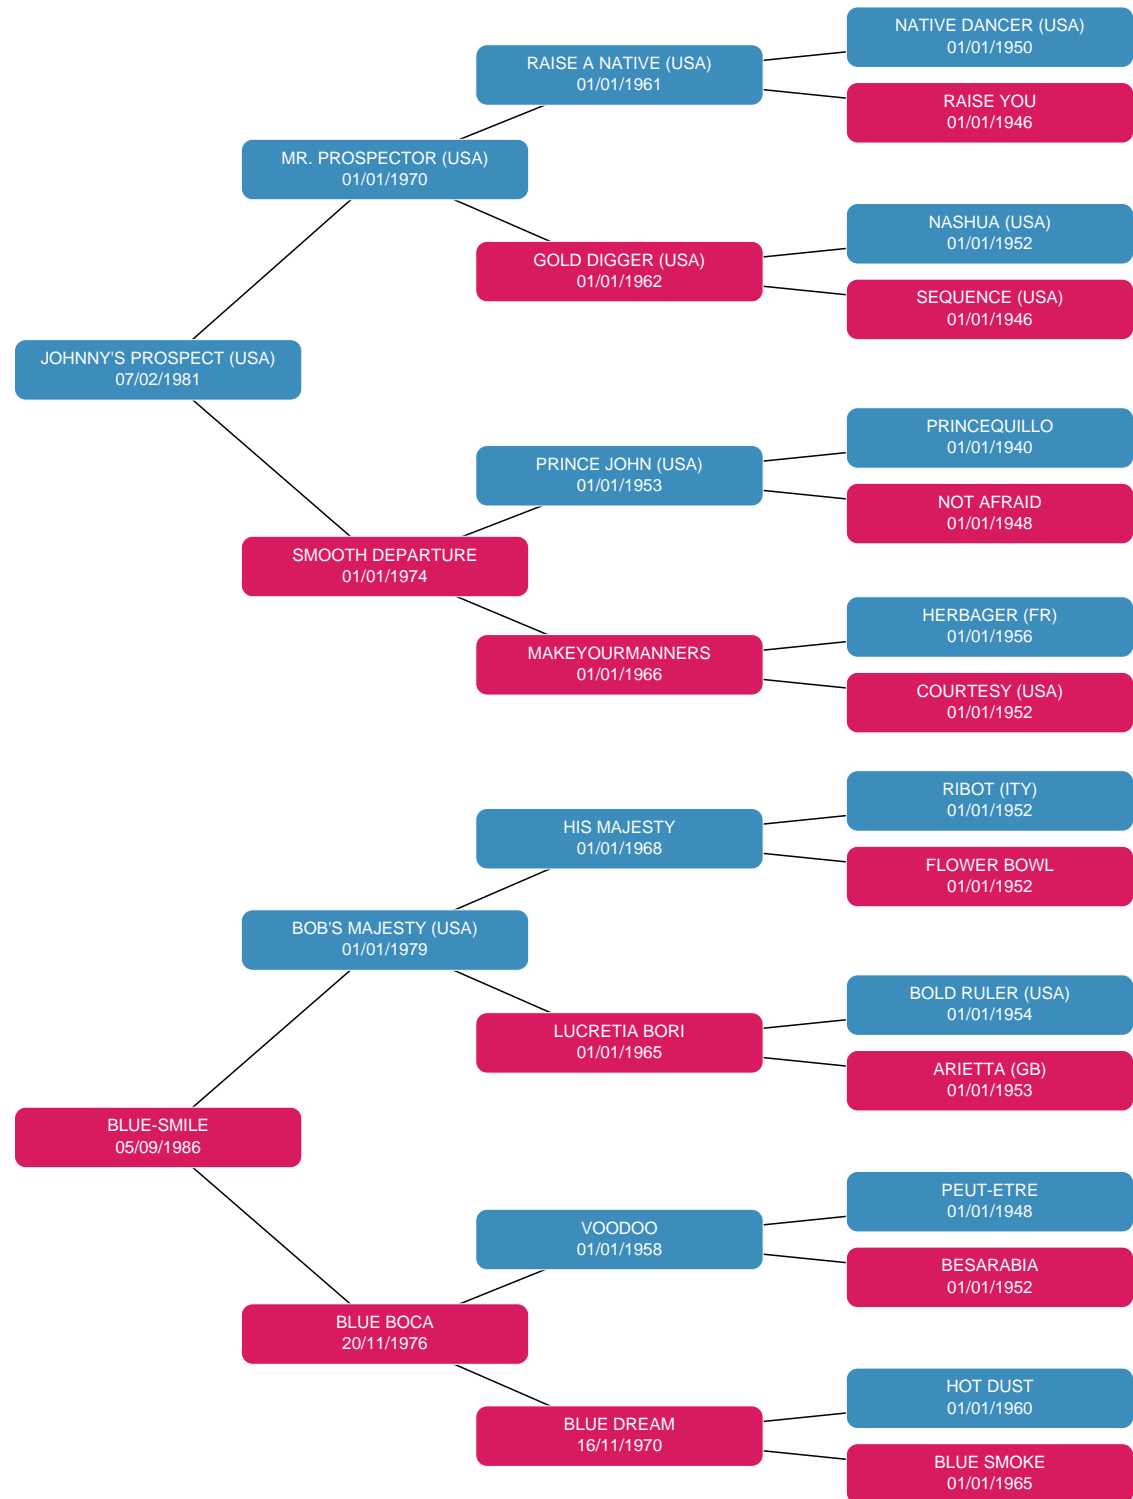 NATIVE DANCER (USA)
01/01/1950
RAISE A NATIVE (USA)
01/01/1961
RAISE YOU
01/01/1946
MR. PROSPECTOR (USA)
01/01/1970
NASHUA (USA)
01/01/1952
GOLD DIGGER (USA)
01/01/1962
SEQUENCE (USA)
01/01/1946
JOHNNY'S PROSPECT (USA)
07/02/1981
PRINCEQUILLO
01/01/1940
PRINCE JOHN (USA)
01/01/1953
NOT AFRAID
01/01/1948
SMOOTH DEPARTURE
01/01/1974
HERBAGER (FR)
01/01/1956
MAKEYOURMANNERS
01/01/1966
COURTESY (USA)
01/01/1952
RIBOT (ITY)
01/01/1952
HIS MAJESTY
01/01/1968
FLOWER BOWL
01/01/1952
BOB'S MAJESTY (USA)
01/01/1979
BOLD RULER (USA)
01/01/1954
LUCRETIA BORI
01/01/1965
ARIETTA (GB)
01/01/1953
BLUE-SMILE
05/09/1986
PEUT-ETRE
01/01/1948
VOODOO
01/01/1958
BESARABIA
01/01/1952
BLUE BOCA
20/11/1976
HOT DUST
01/01/1960
BLUE DREAM
16/11/1970
BLUE SMOKE
01/01/1965